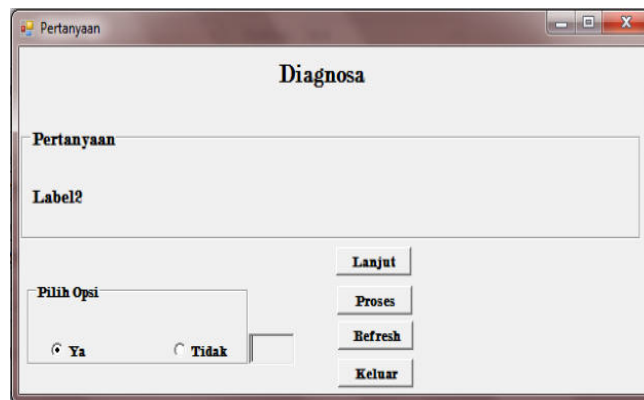 Pertanyaan
Diagnosa
Pertanyaan
Label2
Lanjut
Pilih Opsi
Proses
Refresh
Ya Tidak
Keluar